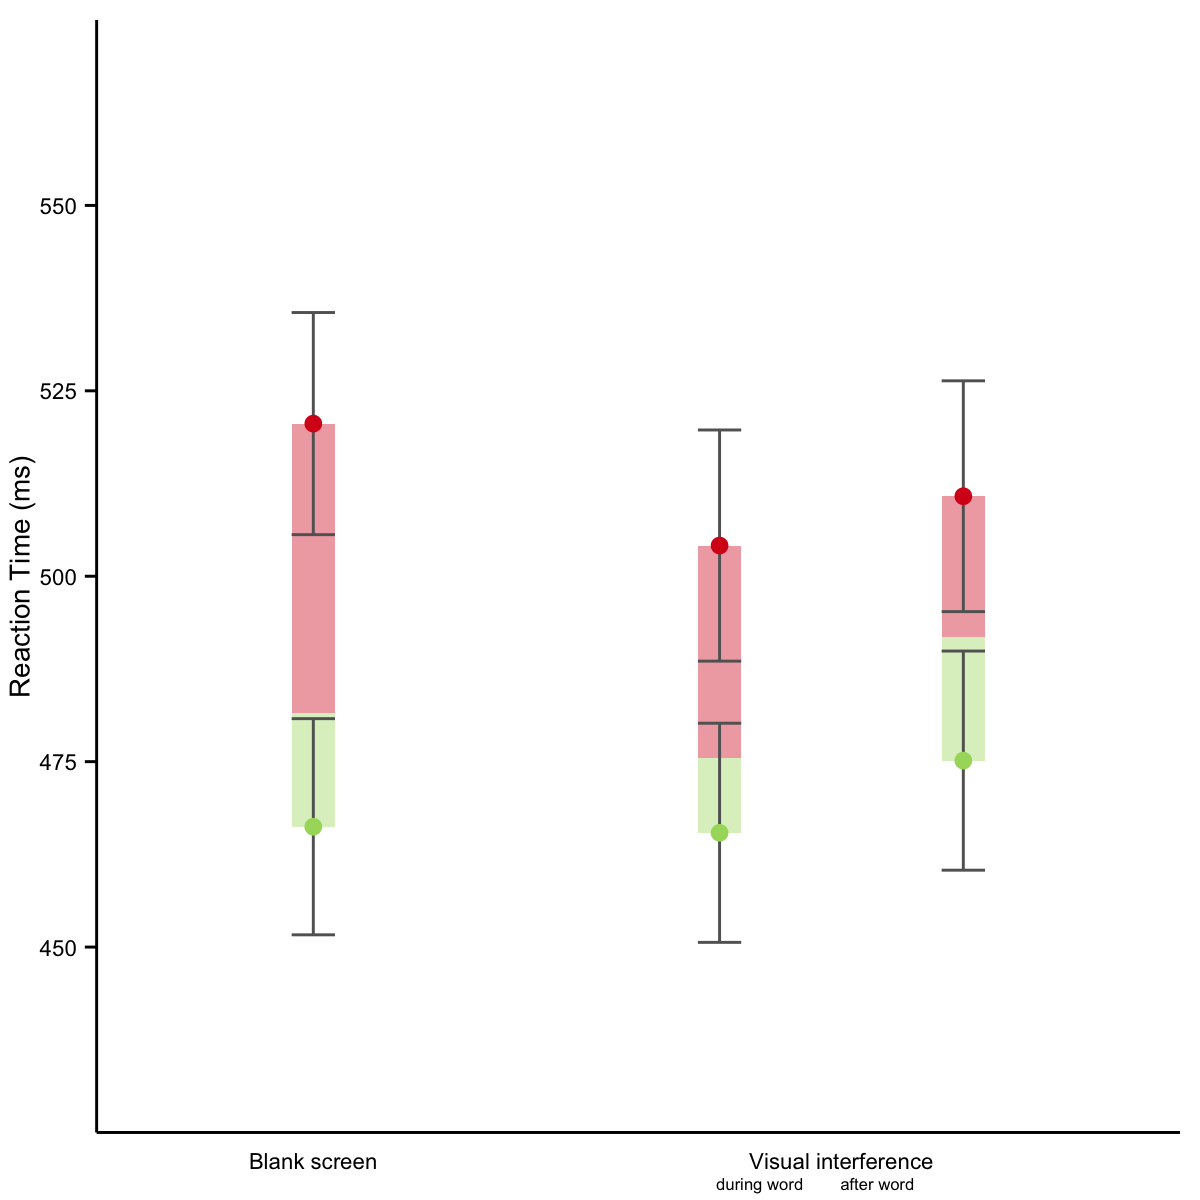 Reaction Time (ms)
550
525
500
475
450
Blank screen
Visual interference
during word
after word